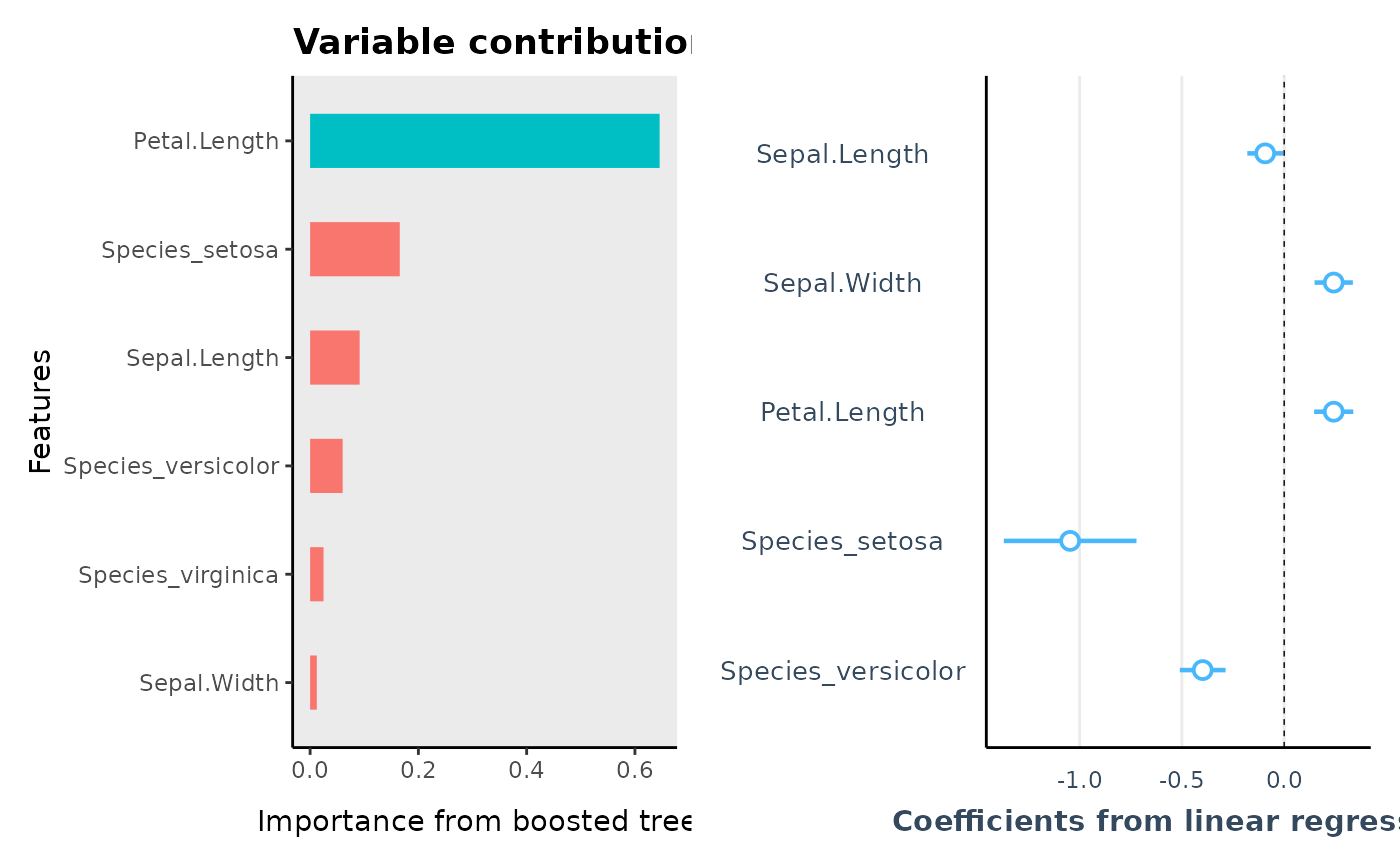 Variable contribution
Petal.Length
Species_setosa
Sepal.Length
Species_versicolor
Species_virginica
Sepal.Width
Features
0.0 0.2 0.4 0.6
Importance from boosted tree
Sepal.Length
Sepal.Width
Petal.Length
Species_setosa
Species_versicolor
-1.0 -0.5 0.0
Coefficients from linear regress